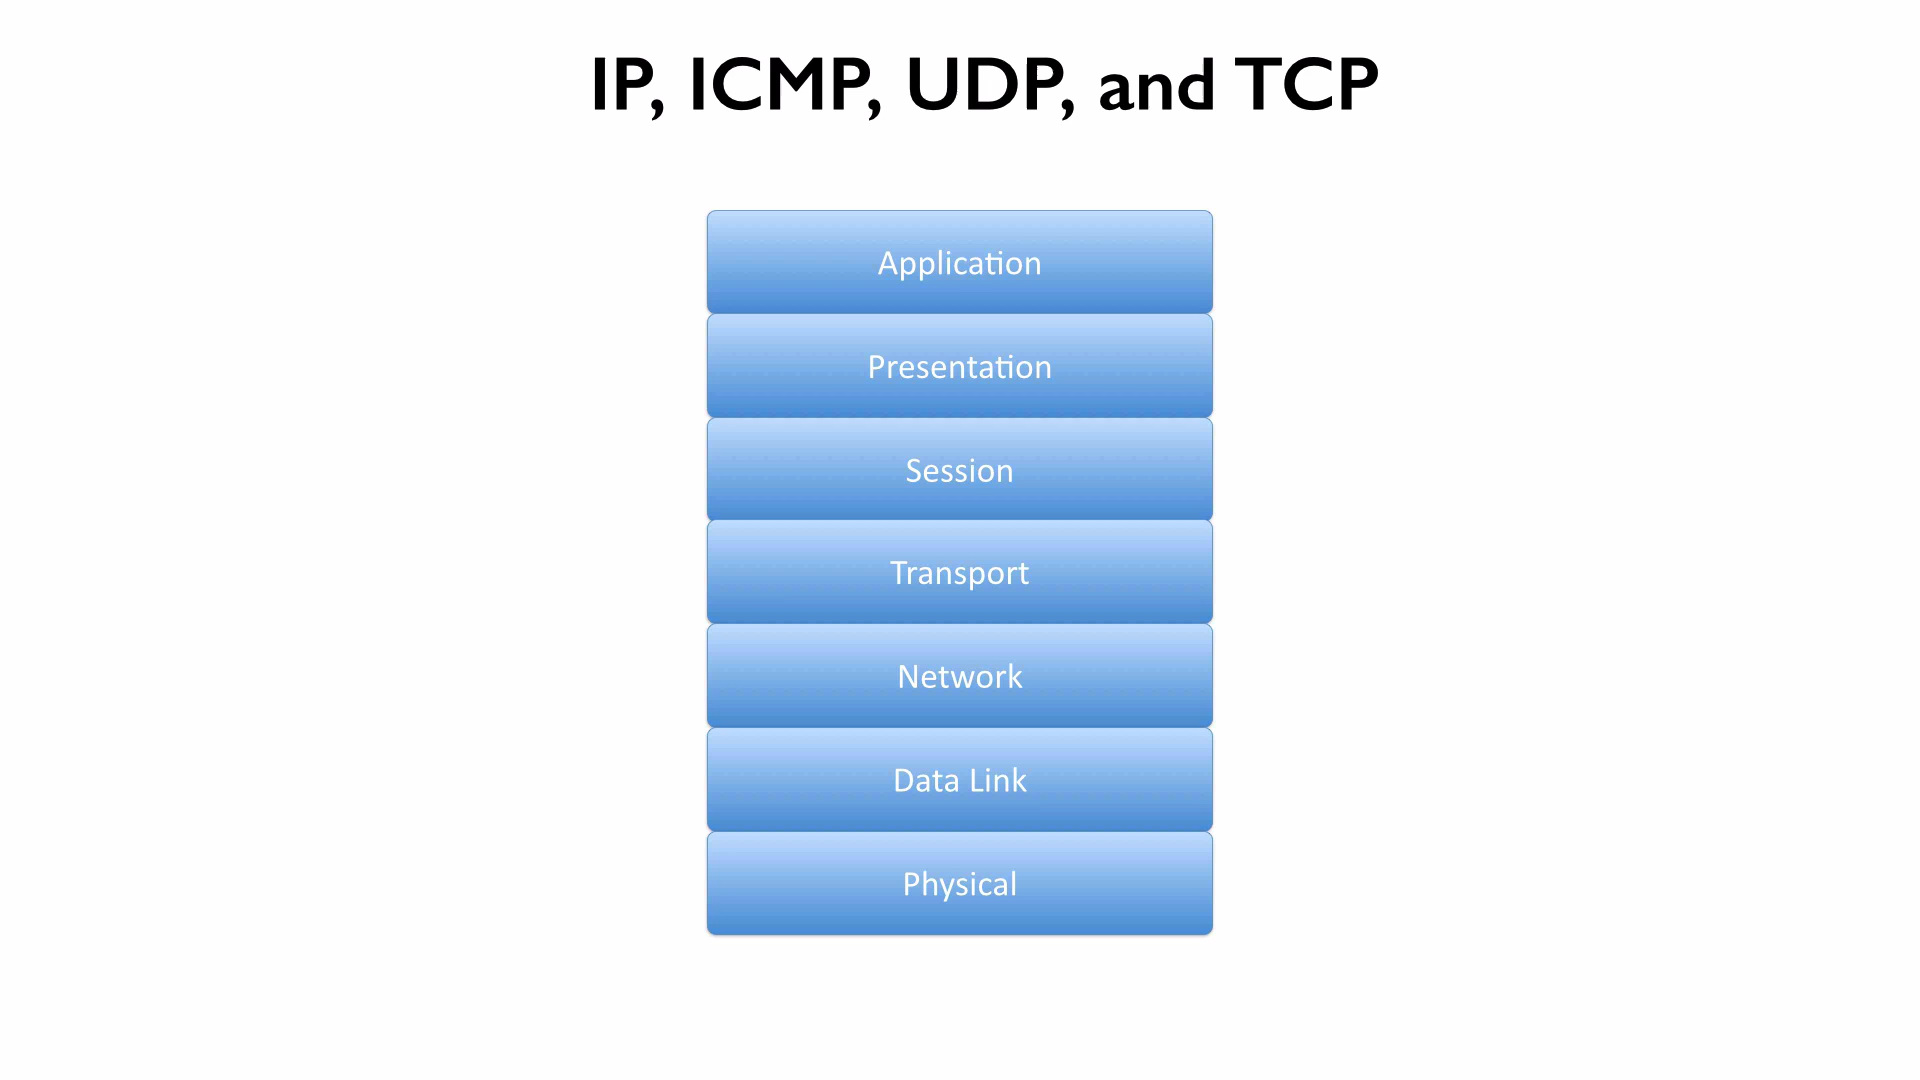 IP, ICMP, UDP, and TCP
Application
Presentation
Session
Transport
Network
Data Link
Physical